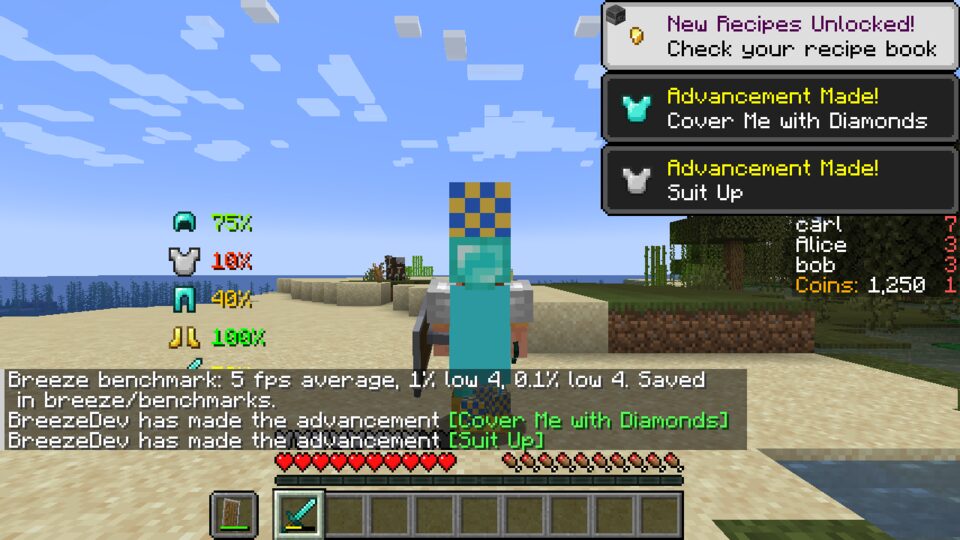 New Recipes Unlocked!
Check your recipe book
Advancement Made!
Cover Me with Diamonds
Advancement Made!
Suit Up
carl 7
Alice 3
bob 3
Coins: 1,250 1
75%
10%
40%
100%
Breeze benchmark: 5 fps average, 1% low 4, 0.1% low 4. Saved
in breeze/benchmarks.
BreezeDev has made the advancement [Cover Me with Diamonds]
BreezeDev has made the advancement [Suit Up]